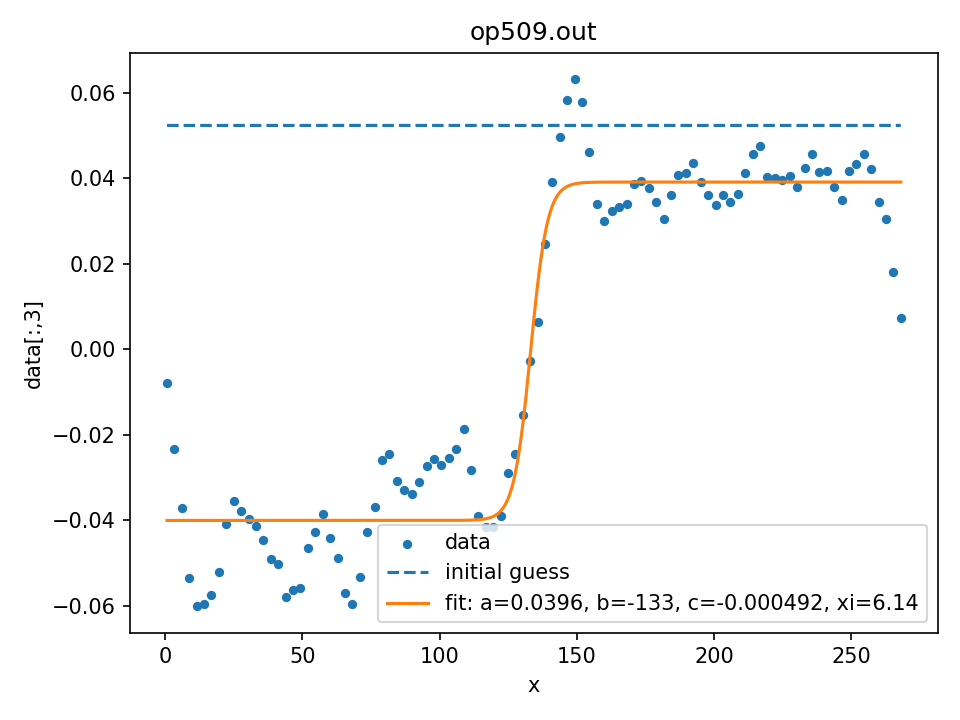 op509.out
0.06
0.04
0.02
0.00
−0.02
−0.04
−0.06
data[:,3]
data
initial guess
fit: a=0.0396, b=-133, c=-0.000492, xi=6.14
0 50 100 150 200 250
x